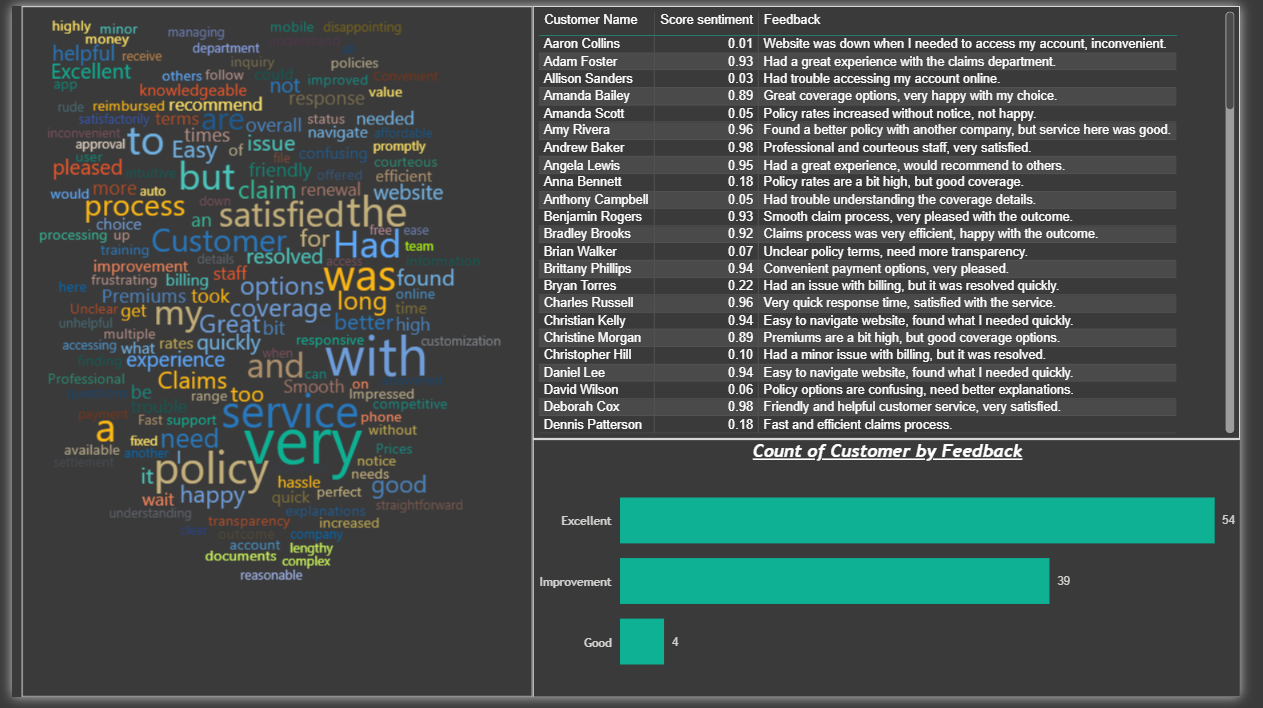 highly minor mobile disappointing
money managing
helpful department
Excellent inquiry policies
app others follow could improved Convenient
knowledgeable not value
rude reimbursed recommend response
satisfactorily terms are overall status needed
inconvenient times navigate affordable
approval to Easy of issue confusing promptly
user file courteous
pleased intuitive but friendly offered efficient
would more auto claim renewal website
process down satisfied the
choice an
processing up Customer for Had free ease
training details resolved team
improvement access information
here frustrating billing staff options was found
Premiums took online
Unclear get my coverage long time
unhelpful Great bit better high
multiple
accessing what rates quickly responsive customization
finding experience when with
Professional Claims and can
be range too Smooth on Impressed
payment trouble service competitive
a Fast support phone
fixed need very without
available another I Prices
settlement it policy notice
hassle needs
wait happy quick perfect good
understanding explanations straightforward
transparency increased
clear outcome company
account lengthy
documents complex
reasonable
Customer Name Score sentiment Feedback
Aaron Collins 0.01 Website was down when I needed to access my account, inconvenient.
Adam Foster 0.93 Had a great experience with the claims department.
Allison Sanders 0.03 Had trouble accessing my account online.
Amanda Bailey 0.89 Great coverage options, very happy with my choice.
Amanda Scott 0.05 Policy rates increased without notice, not happy.
Amy Rivera 0.96 Found a better policy with another company, but service here was good.
Andrew Baker 0.98 Professional and courteous staff, very satisfied.
Angela Lewis 0.95 Had a great experience, would recommend to others.
Anna Bennett 0.18 Policy rates are a bit high, but good coverage.
Anthony Campbell 0.05 Had trouble understanding the coverage details.
Benjamin Rogers 0.93 Smooth claim process, very pleased with the outcome.
Bradley Brooks 0.92 Claims process was very efficient, happy with the outcome.
Brian Walker 0.07 Unclear policy terms, need more transparency.
Brittany Phillips 0.94 Convenient payment options, very pleased.
Bryan Torres 0.22 Had an issue with billing, but it was resolved quickly.
Charles Russell 0.96 Very quick response time, satisfied with the service.
Christian Kelly 0.94 Easy to navigate website, found what I needed quickly.
Christine Morgan 0.89 Premiums are a bit high, but good coverage options.
Christopher Hill 0.10 Had a minor issue with billing, but it was resolved.
Daniel Lee 0.94 Easy to navigate website, found what I needed quickly.
David Wilson 0.06 Policy options are confusing, need better explanations.
Deborah Cox 0.98 Friendly and helpful customer service, very satisfied.
Dennis Patterson 0.18 Fast and efficient claims process.
Count of Customer by Feedback
Excellent 54
Improvement 39
Good 4